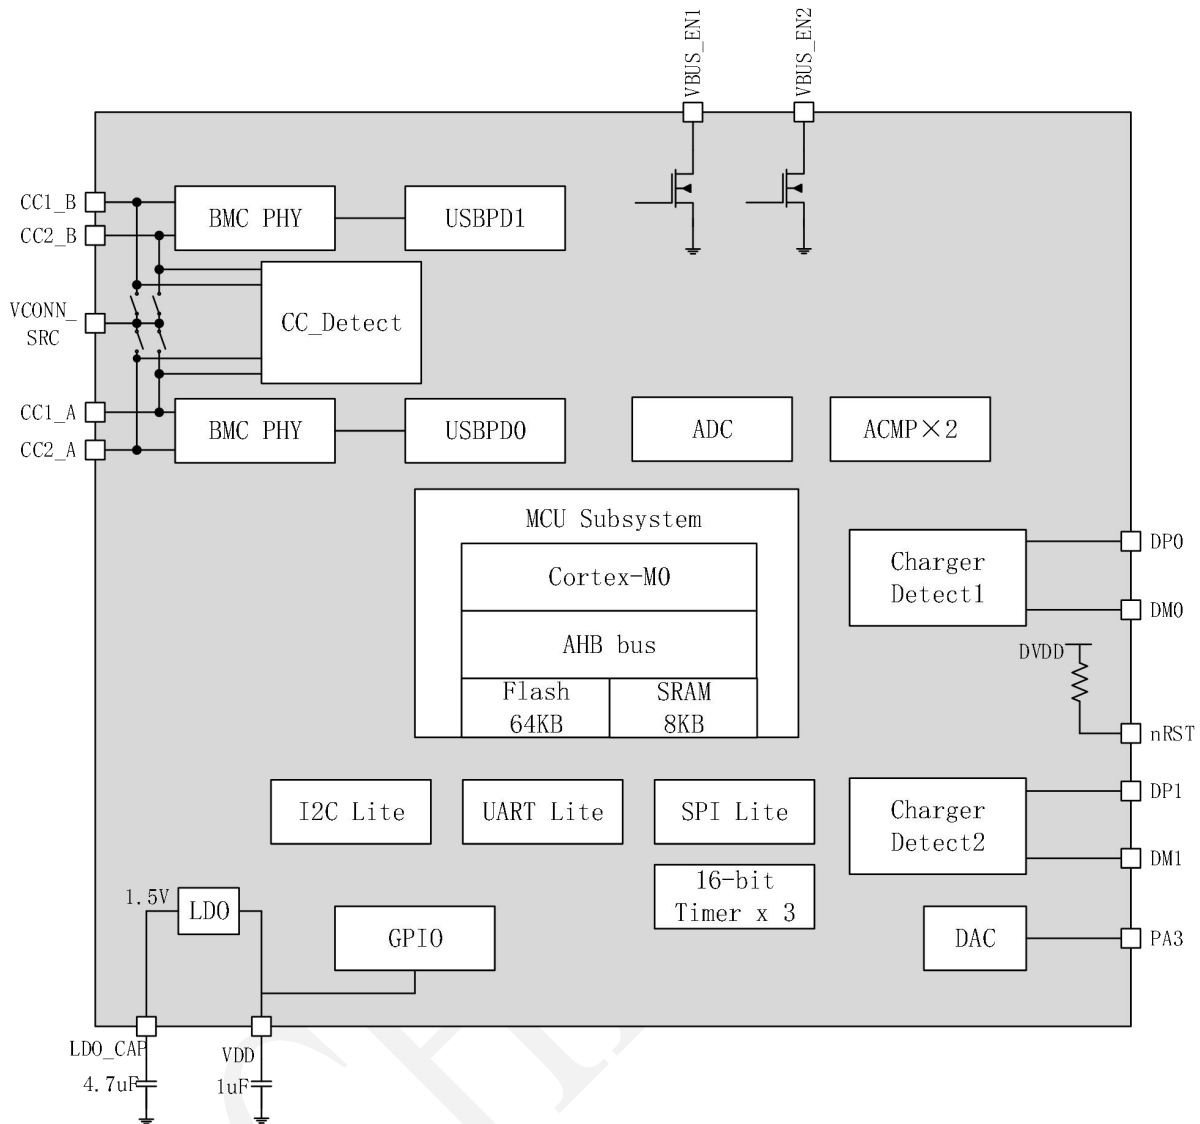 VBUS_EN1
VBUS_EN2
CC1_B
CC2_B
BMC PHY
USBPD1
VCONN_
SRC
CC_Detect
CC1_A
CC2_A
BMC PHY
USBPD0
ADC
ACMP×2
MCU Subsystem
Cortex-M0
AHB bus
Flash
64KB
SRAM
8KB
Charger
Detect1
DP0
DM0
DVDD
nRST
I2C Lite
UART Lite
SPI Lite
Charger
Detect2
DP1
DM1
16-bit
Timer x 3
1.5V
LDO
GPIO
DAC
PA3
LDO_CAP
VDD
4.7uF
1uF